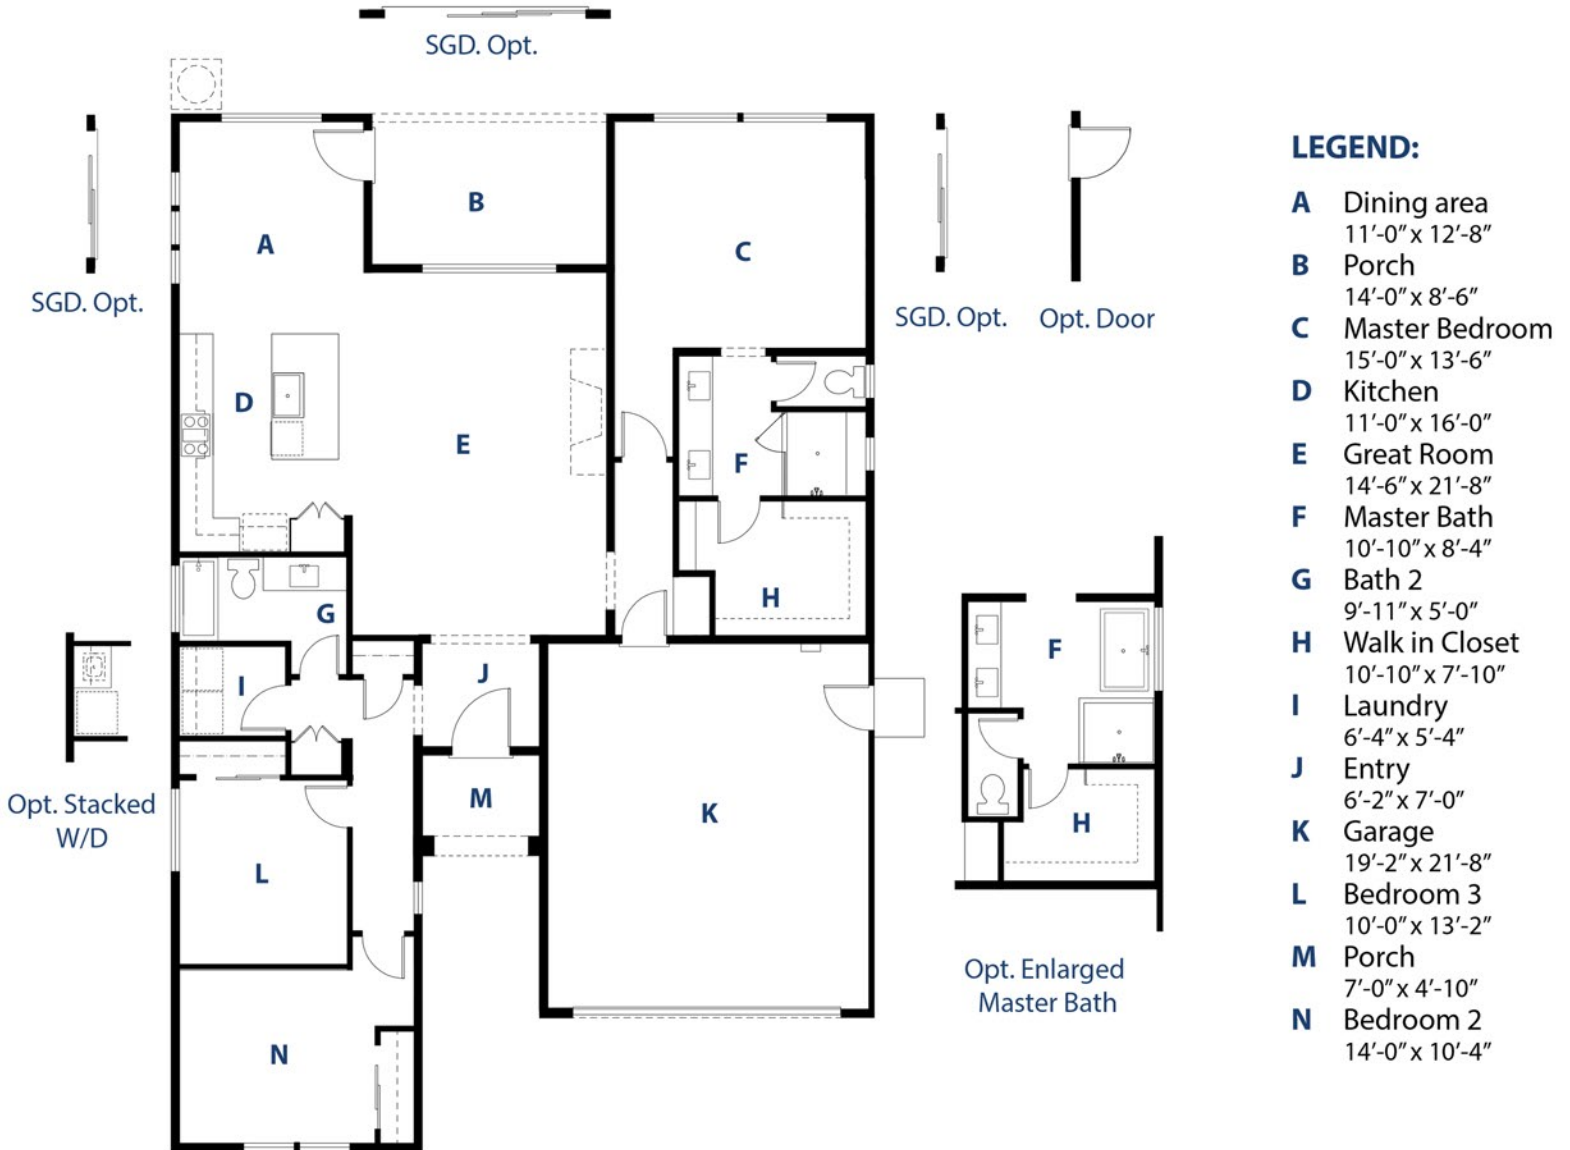 SGD. Opt.
A
B
C
SGD. Opt.
SGD. Opt.
Opt. Door
D
E
F
G
H
I
J
Opt. Stacked
W/D
M
K
L
N
F
H
Opt. Enlarged
Master Bath
LEGEND:
A Dining area
11'-0" x 12'-8"
B Porch
14'-0" x 8'-6"
C Master Bedroom
15'-0" x 13'-6"
D Kitchen
11'-0" x 16'-0"
E Great Room
14'-6" x 21'-8"
F Master Bath
10'-10" x 8'-4"
G Bath 2
9'-11" x 5'-0"
H Walk in Closet
10'-10" x 7'-10"
I Laundry
6'-4" x 5'-4"
J Entry
6'-2" x 7'-0"
K Garage
19'-2" x 21'-8"
L Bedroom 3
10'-0" x 13'-2"
M Porch
7'-0" x 4'-10"
N Bedroom 2
14'-0" x 10'-4"